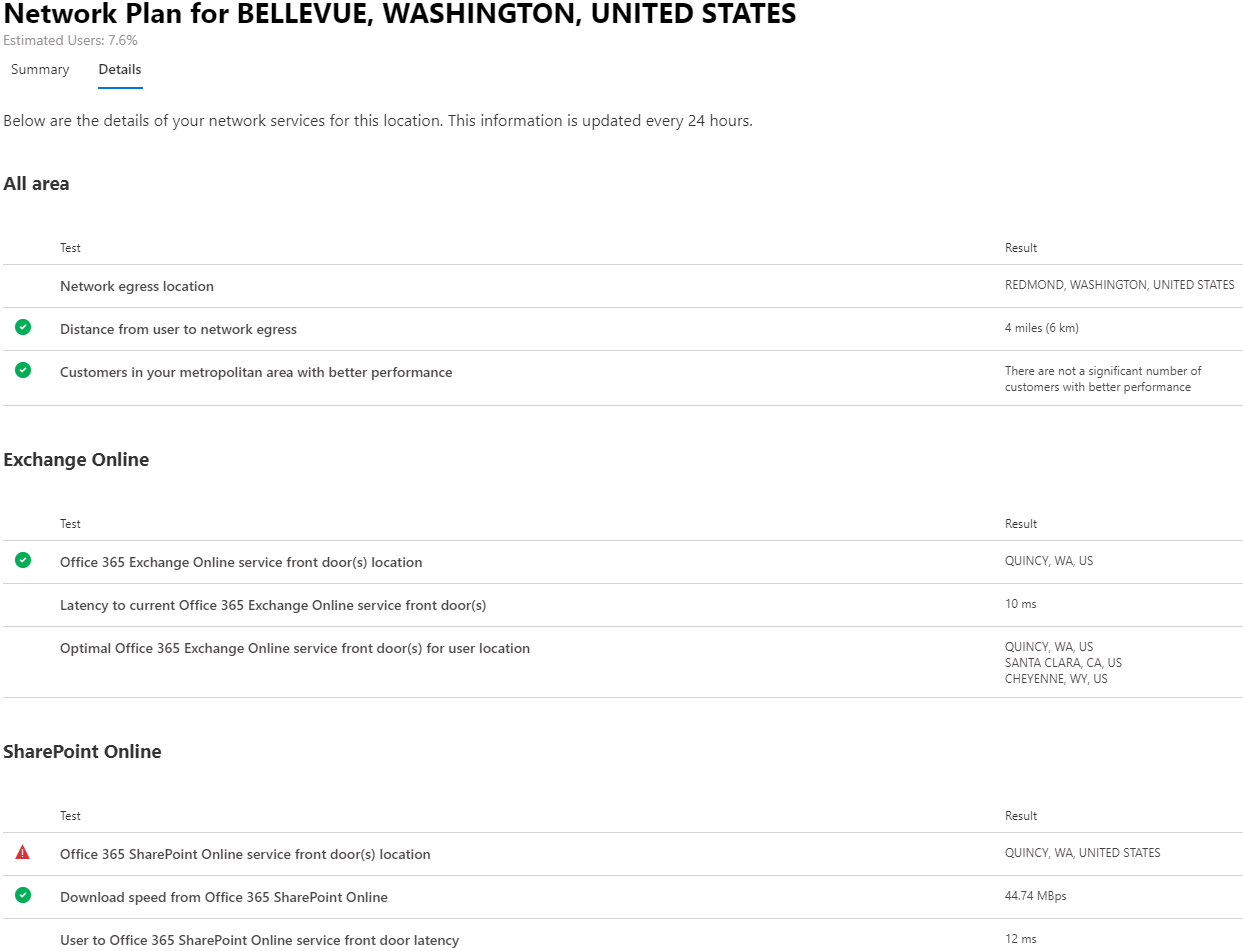 Network Plan for BELLEVUE, WASHINGTON, UNITED STATES
Estimated Users: 7.6%
Summary Details
Below are the details of your network services for this location. This information is updated every 24 hours.
All area
Test Result
Network egress location REDMOND, WASHINGTON, UNITED STATES
Distance from user to network egress 4 miles (6 km)
Customers in your metropolitan area with better performance There are not a significant number of
customers with better performance
Exchange Online
Test Result
Office 365 Exchange Online service front door(s) location QUINCY, WA, US
Latency to current Office 365 Exchange Online service front door(s) 10 ms
Optimal Office 365 Exchange Online service front door(s) for user location QUINCY, WA, US
SANTA CLARA, CA, US
CHEYENNE, WY, US
SharePoint Online
Test Result
Office 365 SharePoint Online service front door(s) location QUINCY, WA, UNITED STATES
Download speed from Office 365 SharePoint Online 44.74 MBps
User to Office 365 SharePoint Online service front door latency 12 ms